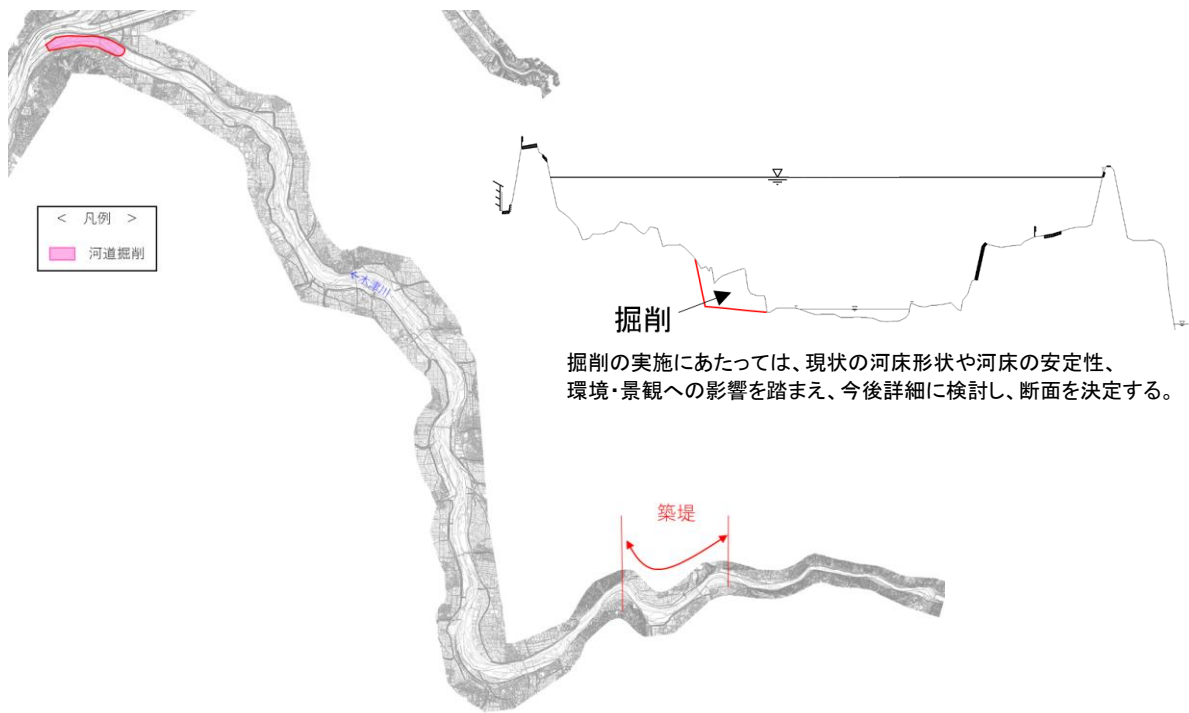 < 凡例 >
河道掘削
←木津川
掘削
掘削の実施にあたっては、現状の河床形状や河床の安定性、
環境・景観への影響を踏まえ、今後詳細に検討し、断面を決定する。
築堤